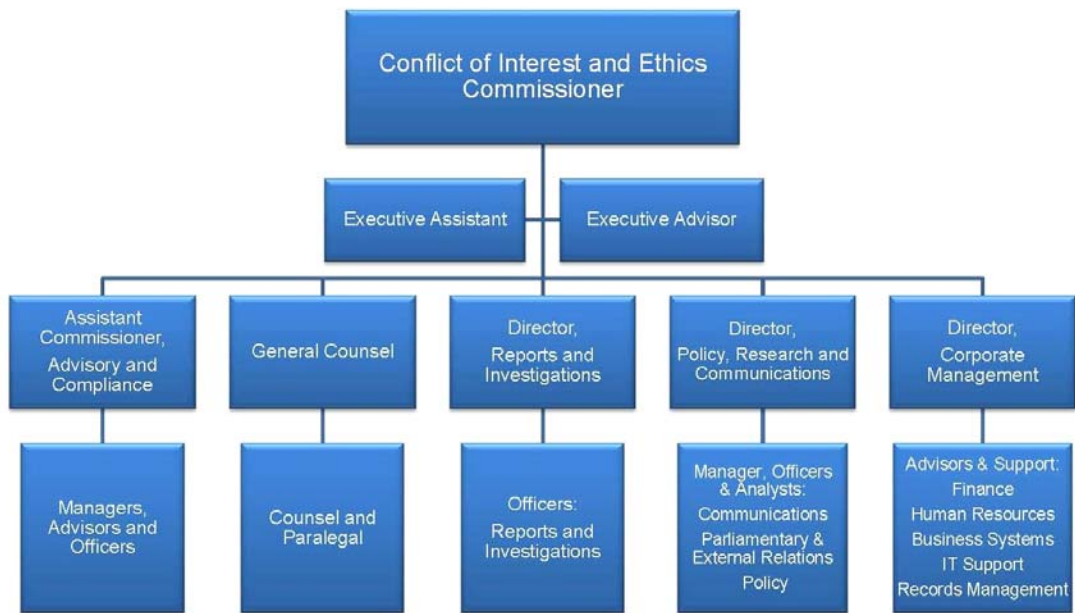 Conflict of Interest and Ethics
Commissioner
Executive Assistant
Executive Advisor
Assistant
Commissioner,
Advisory and
Compliance
General Counsel
Director,
Reports and
Investigations
Director,
Policy, Research and
Communications
Director,
Corporate
Management
Managers,
Advisors and
Officers
Counsel and
Paralegal
Officers:
Reports and
Investigations
Manager, Officers
& Analysts:
Communications
Parliamentary &
External Relations
Policy
Advisors & Support:
Finance
Human Resources
Business Systems
IT Support
Records Management